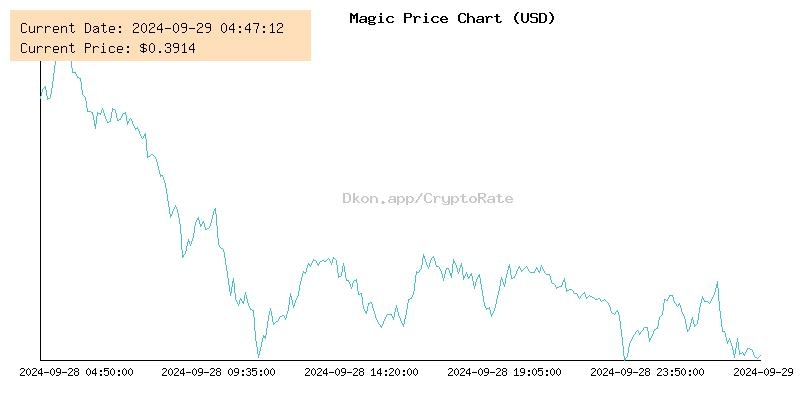 Magic Price Chart (USD)
Current Date: 2024-09-29 04:47:12
Current Price: $0.3914
Dkon.app/CryptoRate
2024-09-28 04:50:00 2024-09-28 09:35:00 2024-09-28 14:20:00 2024-09-28 19:05:00 2024-09-28 23:50:00 2024-09-29